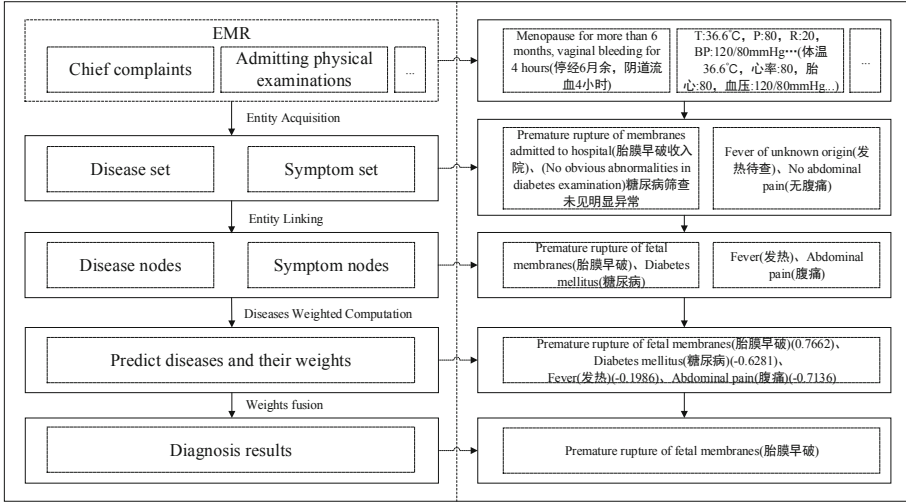 EMR
Chief complaints
Admitting physical
examinations
...
Entity Acquisition
Disease set
Symptom set
Entity Linking
Disease nodes
Symptom nodes
Diseases Weighted Computation
Predict diseases and their weights
Weights fusion
Diagnosis results
Menopause for more than 6
months, vaginal bleeding for
4 hours(停经6月余，阴道流
血4小时)
T:36.6℃，P:80，R:20，
BP:120/80mmHg…(体温
36.6℃，心率:80，胎
心:80，血压:120/80mmHg...)
...
Premature rupture of membranes
admitted to hospital(胎膜早破收入
院)、(No obvious abnormalities in
diabetes examination)糖尿病筛查
未见明显异常
Fever of unknown origin(发
热待查)、No abdominal
pain(无腹痛)
Premature rupture of fetal
membranes(胎膜早破)、Diabetes
mellitus(糖尿病)
Fever(发热)、Abdominal
pain(腹痛)
Premature rupture of fetal membranes(胎膜早破)(0.7662)、
Diabetes mellitus(糖尿病)(-0.6281)、
Fever(发热)(-0.1986)、Abdominal pain(腹痛)(-0.7136)
Premature rupture of fetal membranes(胎膜早破)